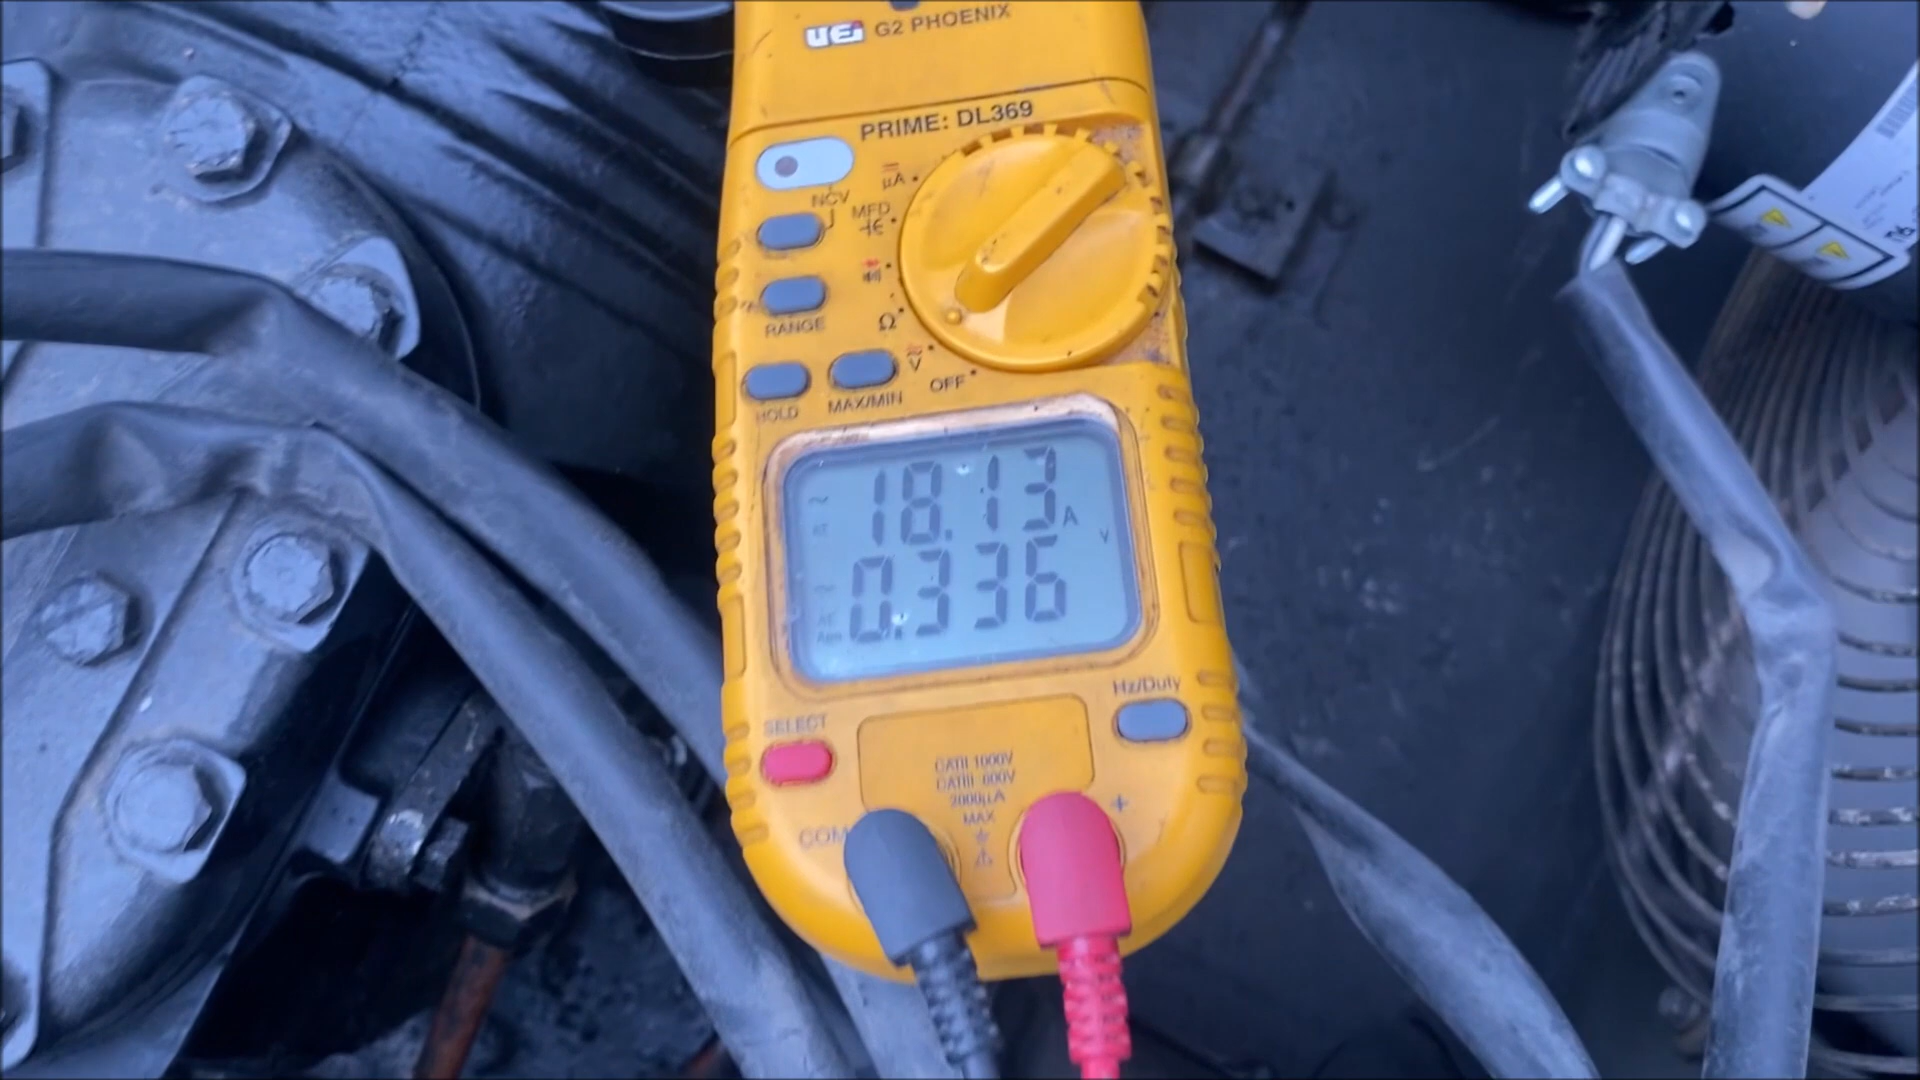 UEi G2 PHOENIX
PRIME: DL369
µA
NCV
MFD
RANGE
Ω
V
OFF
HOLD
MAX/MIN
18.13 A
V
0.336
Hz/Duty
SELECT
CATII 1000V
CATIII 600V
2000µA
MAX
COM
+